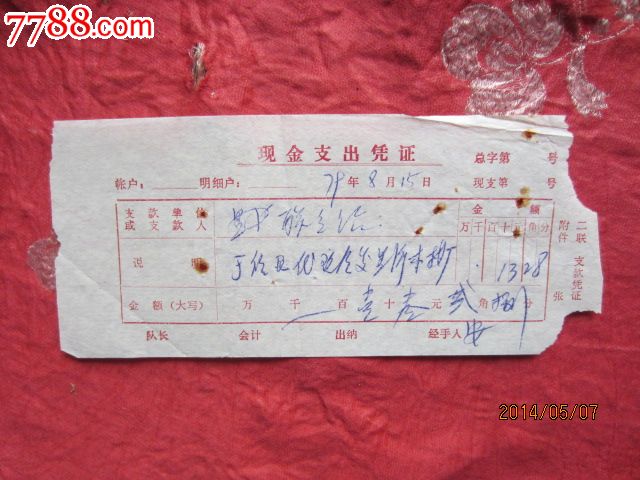 7788.com
现金支出凭证
总字第 号
帐户: 明细户: 79年8月15日 现支第 号
支款单位或支款人 金额
万千百十元角分
说明 1328
金额(大写) 万 千 百 壹十叁元贰角捌分
队长 会计 出纳 经手人
附件 张
二联 支款凭证
2014/05/07